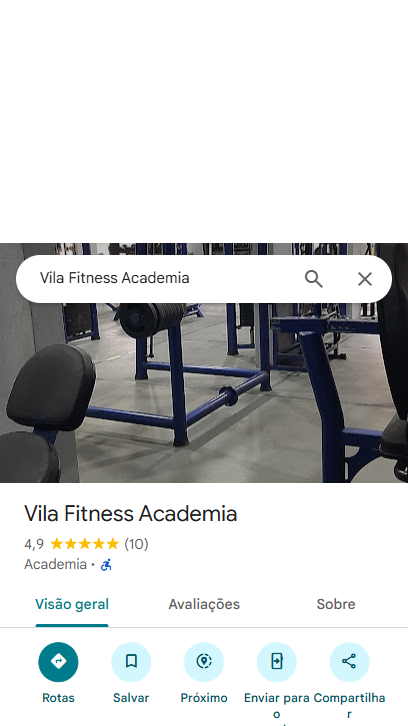 Vila Fitness Academia
Vila Fitness Academia
4,9 (10)
Academia ·
Visão geral Avaliações Sobre
Rotas Salvar Próximo Enviar para Compartilha
o r